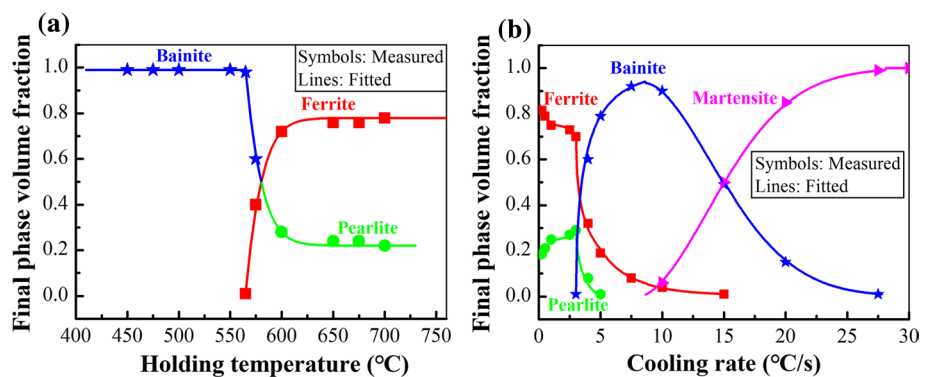 (a)
Final phase volume fraction
1.0
0.8
0.6
0.4
0.2
0.0
Bainite
Symbols: Measured
Lines: Fitted
Ferrite
Pearlite
400 450 500 550 600 650 700 750
Holding temperature (°C)
(b)
Final phase volume fraction
1.0
0.8
0.6
0.4
0.2
0.0
Bainite
Ferrite
Martensite
Symbols: Measured
Lines: Fitted
Pearlite
0 5 10 15 20 25 30
Cooling rate (°C/s)